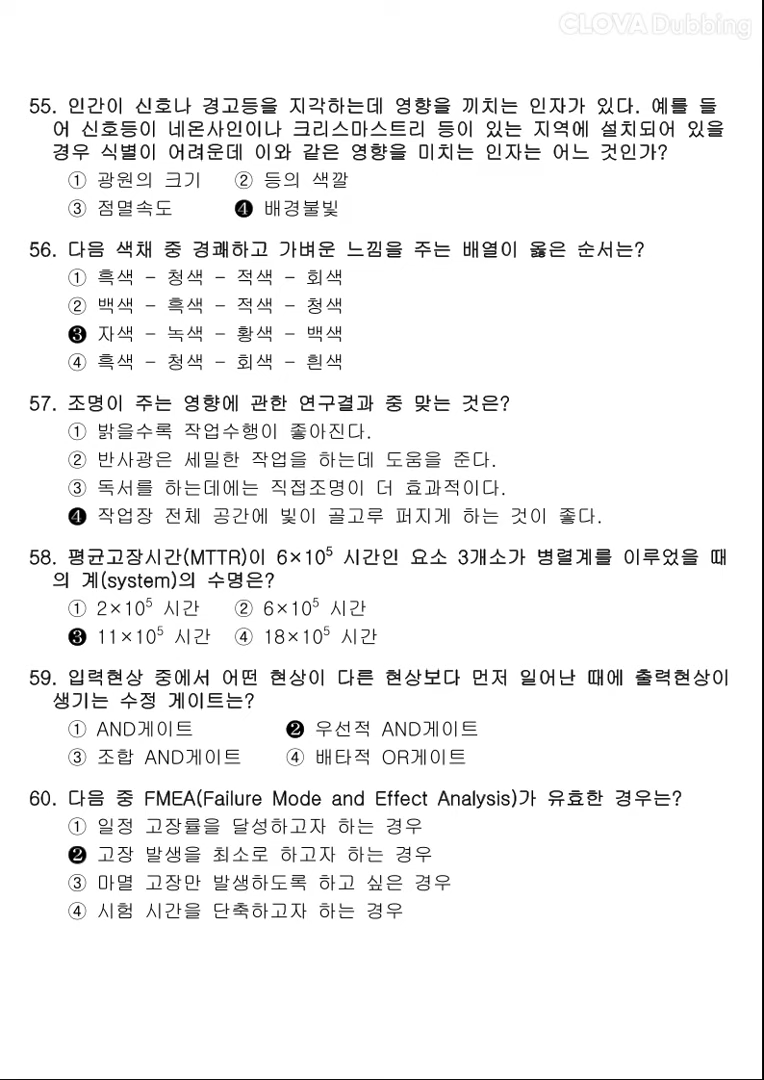 CLOVA Dubbing
55. 인간이 신호나 경고등을 지각하는데 영향을 끼치는 인자가 있다. 예를 들
어 신호등이 네온사인이나 크리스마스트리 등이 있는 지역에 설치되어 있을
경우 식별이 어려운데 이와 같은 영향을 미치는 인자는 어느 것인가?
① 광원의 크기 ② 등의 색깔
③ 점멸속도 ❹ 배경불빛
56. 다음 색채 중 경쾌하고 가벼운 느낌을 주는 배열이 옳은 순서는?
① 흑색 - 청색 - 적색 - 회색
② 백색 - 흑색 - 적색 - 청색
❸ 자색 - 녹색 - 황색 - 백색
④ 흑색 - 청색 - 회색 - 흰색
57. 조명이 주는 영향에 관한 연구결과 중 맞는 것은?
① 밝을수록 작업수행이 좋아진다.
② 반사광은 세밀한 작업을 하는데 도움을 준다.
③ 독서를 하는데에는 직접조명이 더 효과적이다.
❹ 작업장 전체 공간에 빛이 골고루 퍼지게 하는 것이 좋다.
58. 평균고장시간(MTTR)이 6×10⁵ 시간인 요소 3개소가 병렬계를 이루었을 때
의 계(system)의 수명은?
① 2×10⁵ 시간 ② 6×10⁵ 시간
❸ 11×10⁵ 시간 ④ 18×10⁵ 시간
59. 입력현상 중에서 어떤 현상이 다른 현상보다 먼저 일어난 때에 출력현상이
생기는 수정 게이트는?
① AND게이트 ❷ 우선적 AND게이트
③ 조합 AND게이트 ④ 배타적 OR게이트
60. 다음 중 FMEA(Failure Mode and Effect Analysis)가 유효한 경우는?
① 일정 고장률을 달성하고자 하는 경우
❷ 고장 발생을 최소로 하고자 하는 경우
③ 마멸 고장만 발생하도록 하고 싶은 경우
④ 시험 시간을 단축하고자 하는 경우